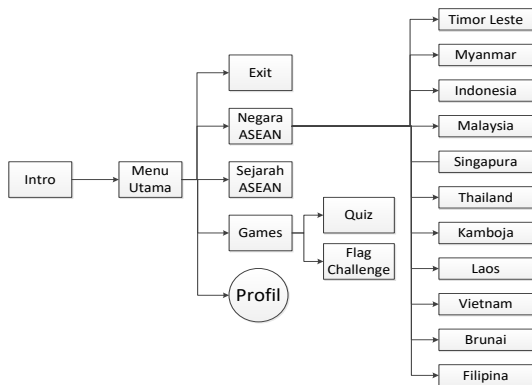 Intro
Menu
Utama
Exit
Negara
ASEAN
Sejarah
ASEAN
Games
Profil
Quiz
Flag
Challenge
Timor Leste
Myanmar
Indonesia
Malaysia
Singapura
Thailand
Kamboja
Laos
Vietnam
Brunai
Filipina